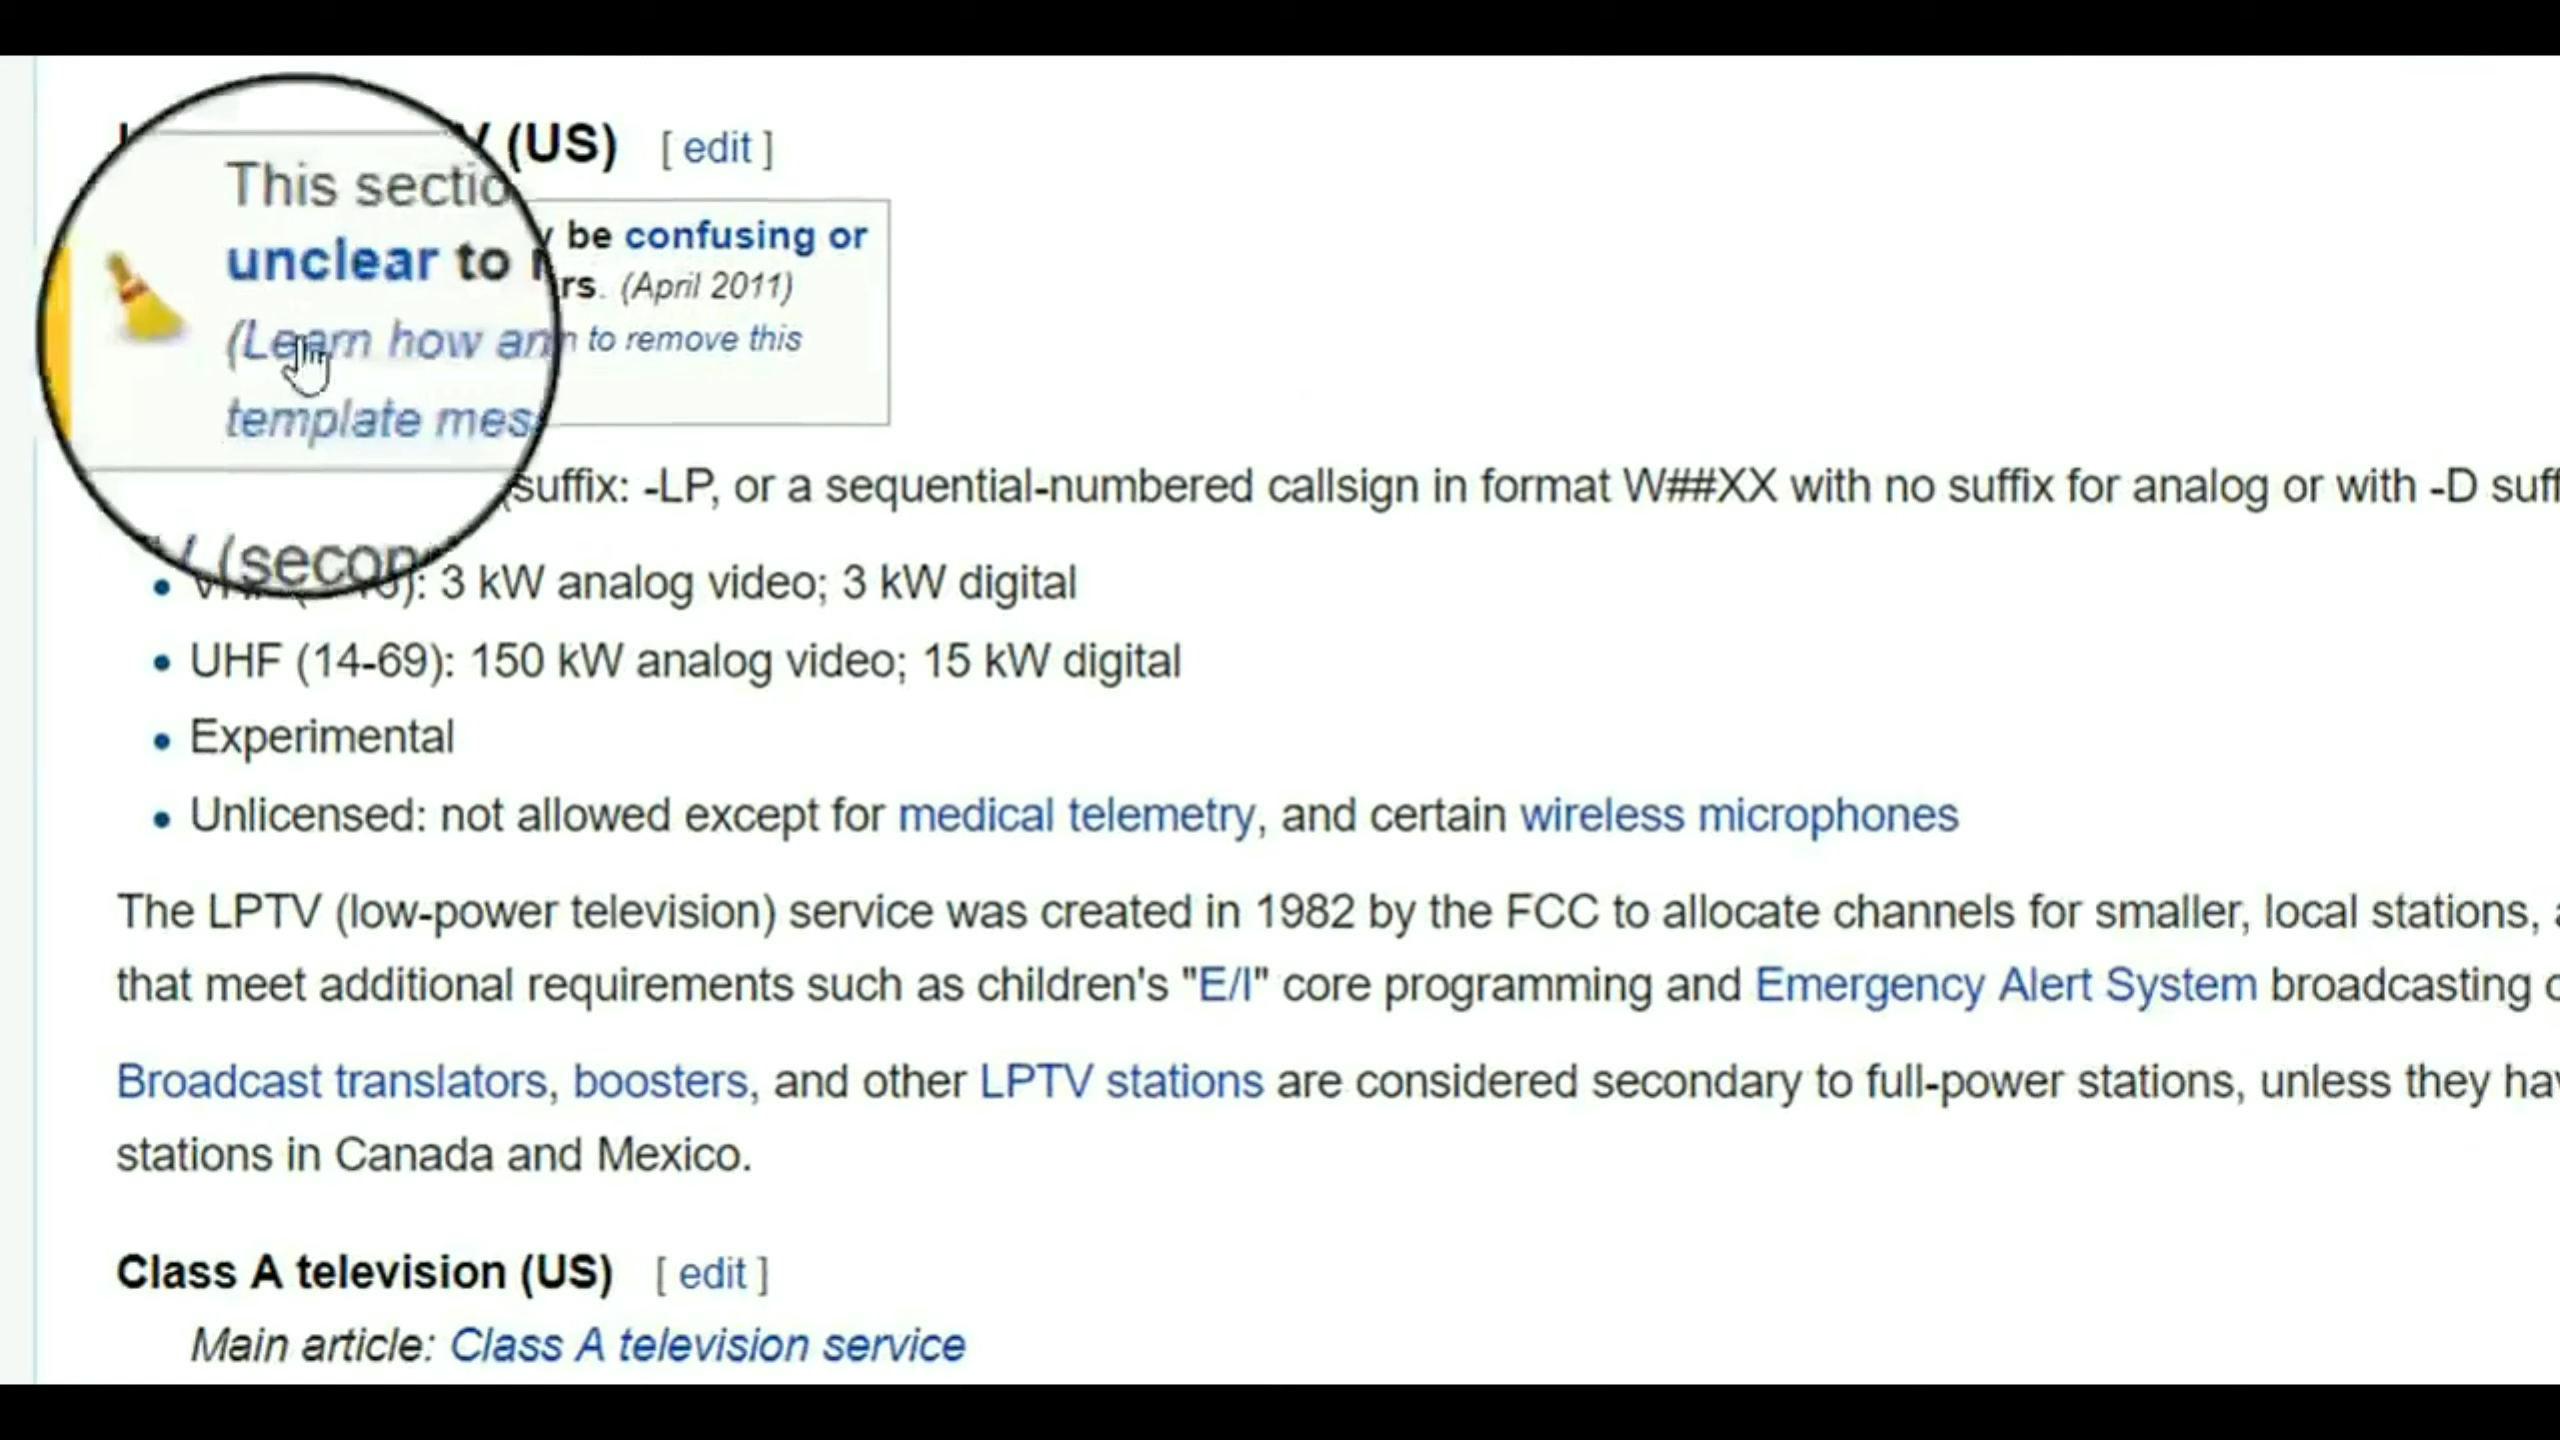 (US) [ edit ]
This sectio
be confusing or
unclear to
rs. (April 2011)
(Learn how an
to remove this
template mes
suffix: -LP, or a sequential-numbered callsign in format W##XX with no suffix for analog or with -D suff
(secon
: 3 kW analog video; 3 kW digital
• UHF (14-69): 150 kW analog video; 15 kW digital
• Experimental
• Unlicensed: not allowed except for medical telemetry, and certain wireless microphones
The LPTV (low-power television) service was created in 1982 by the FCC to allocate channels for smaller, local stations,
that meet additional requirements such as children's "E/I" core programming and Emergency Alert System broadcasting
Broadcast translators, boosters, and other LPTV stations are considered secondary to full-power stations, unless they hav
stations in Canada and Mexico.
Class A television (US) [ edit ]
Main article: Class A television service